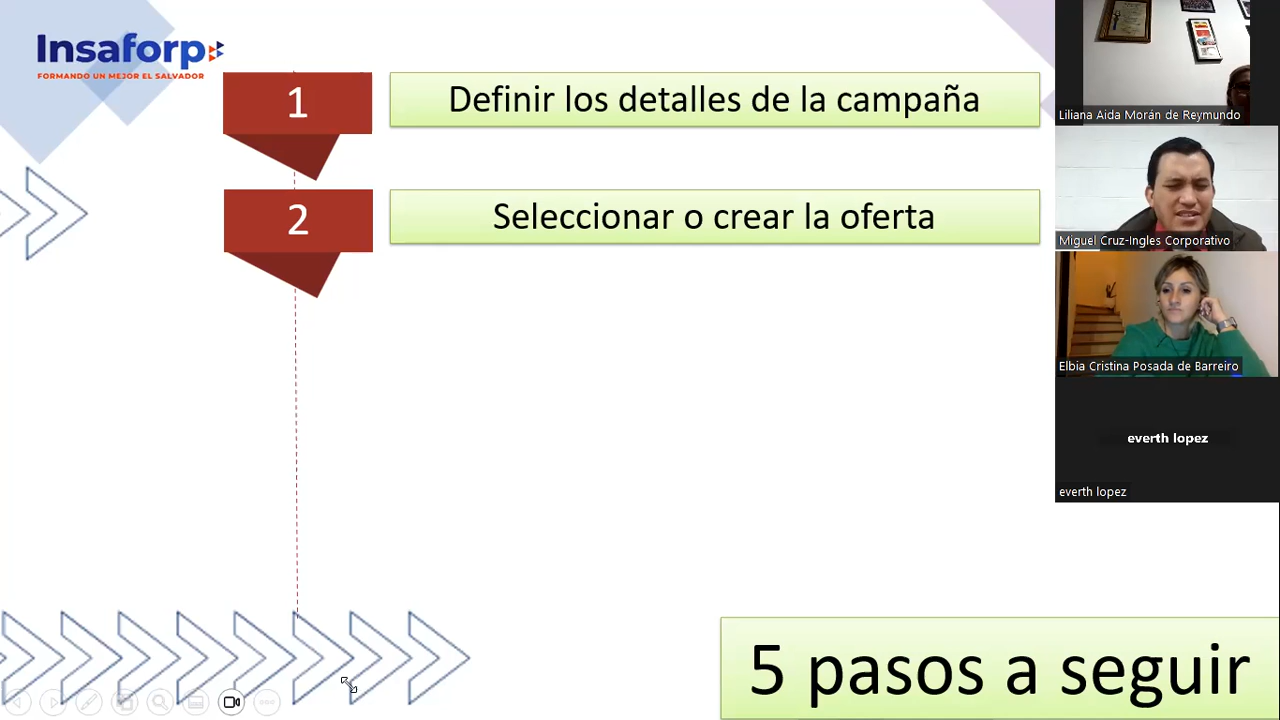 Insaforp
FORMANDO UN MEJOR EL SALVADOR
1
Definir los detalles de la campaña
2
Seleccionar o crear la oferta
5 pasos a seguir
Liliana Aída Morán de Reymundo
Miguel Cruz-Ingles Corporativo
Elbia Cristina Posada de Barreiro
everth lopez
everth lopez